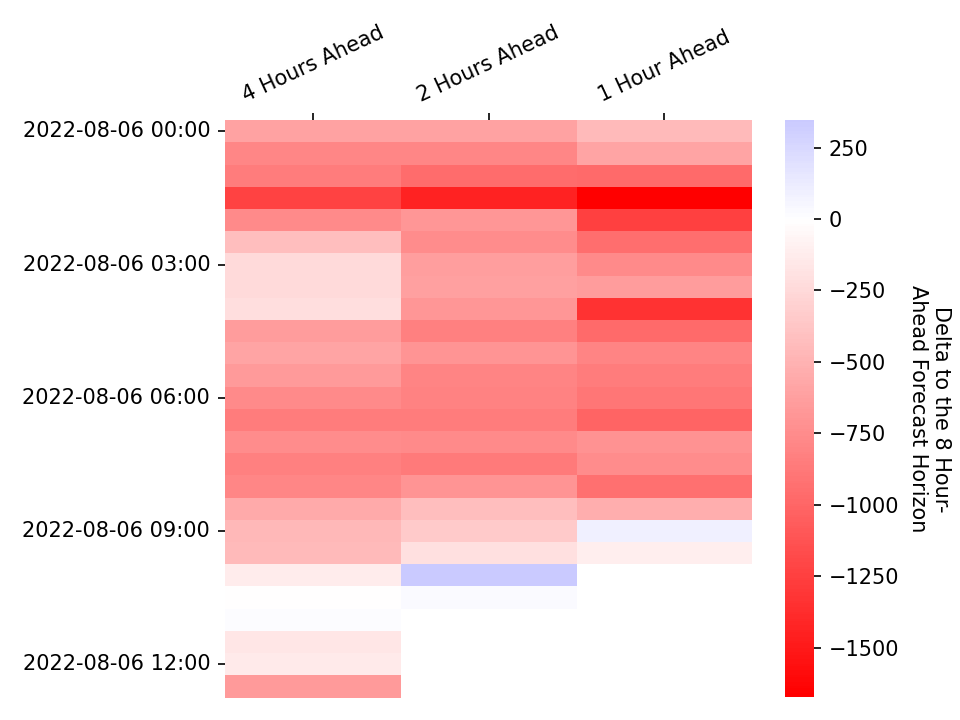 4 Hours Ahead
2 Hours Ahead
1 Hour Ahead
2022-08-06 00:00
2022-08-06 03:00
2022-08-06 06:00
2022-08-06 09:00
2022-08-06 12:00
250
0
−250
−500
−750
−1000
−1250
−1500
Delta to the 8 Hour-
Ahead Forecast Horizon